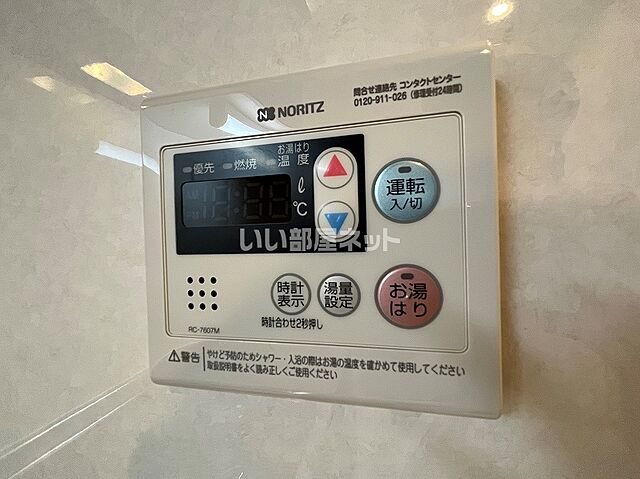 NORITZ
問合せ連絡先 コンタクトセンター
0120-911-026（修理受付24時間）
優先 燃焼 お湯はり
温度
ℓ
℃
運転
入/切
いい部屋ネット
時計
表示
湯量
設定
お湯
はり
時計合わせ2秒押し
RC-7607M
警告 やけど予防のためシャワー・入浴の際はお湯の温度を確かめて使用してください
取扱説明書をよく読み正しくご使用ください